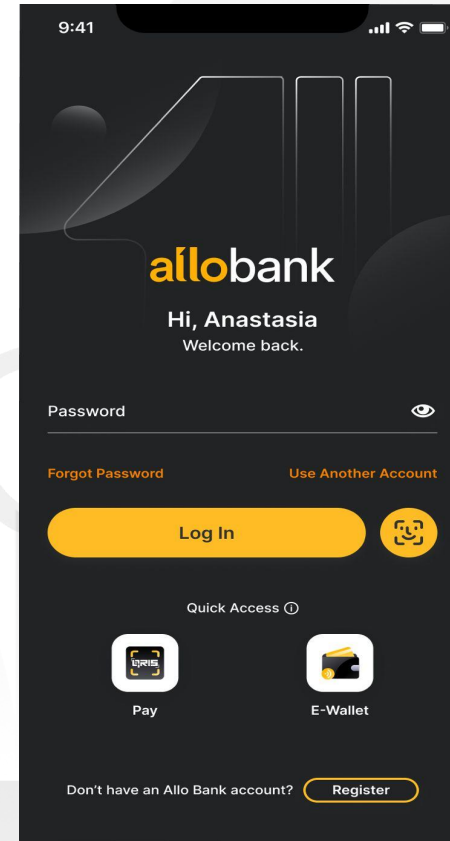 9:41
allobank
Hi, Anastasia
Welcome back.
Password
Forgot Password Use Another Account
Log In
Quick Access
QRIS
Pay E-Wallet
Don't have an Allo Bank account? Register